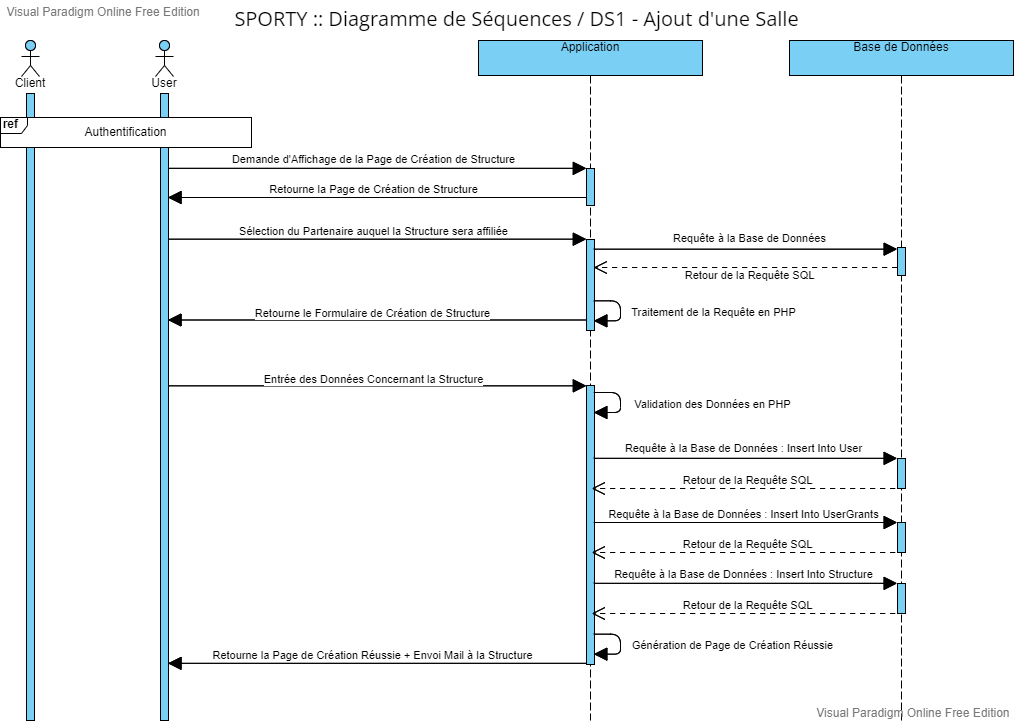 Visual Paradigm Online Free Edition
SPORTY :: Diagramme de Séquences / DS1 - Ajout d'une Salle
Client
User
Application
Base de Données
ref
Authentification
Demande d'Affichage de la Page de Création de Structure
Retourne la Page de Création de Structure
Sélection du Partenaire auquel la Structure sera affiliée
Requête à la Base de Données
Retour de la Requête SQL
Retourne le Formulaire de Création de Structure
Traitement de la Requête en PHP
Entrée des Données Concernant la Structure
Validation des Données en PHP
Requête à la Base de Données : Insert Into User
Retour de la Requête SQL
Requête à la Base de Données : Insert Into UserGrants
Retour de la Requête SQL
Requête à la Base de Données : Insert Into Structure
Retour de la Requête SQL
Génération de Page de Création Réussie
Retourne la Page de Création Réussie + Envoi Mail à la Structure
Visual Paradigm Online Free Edition